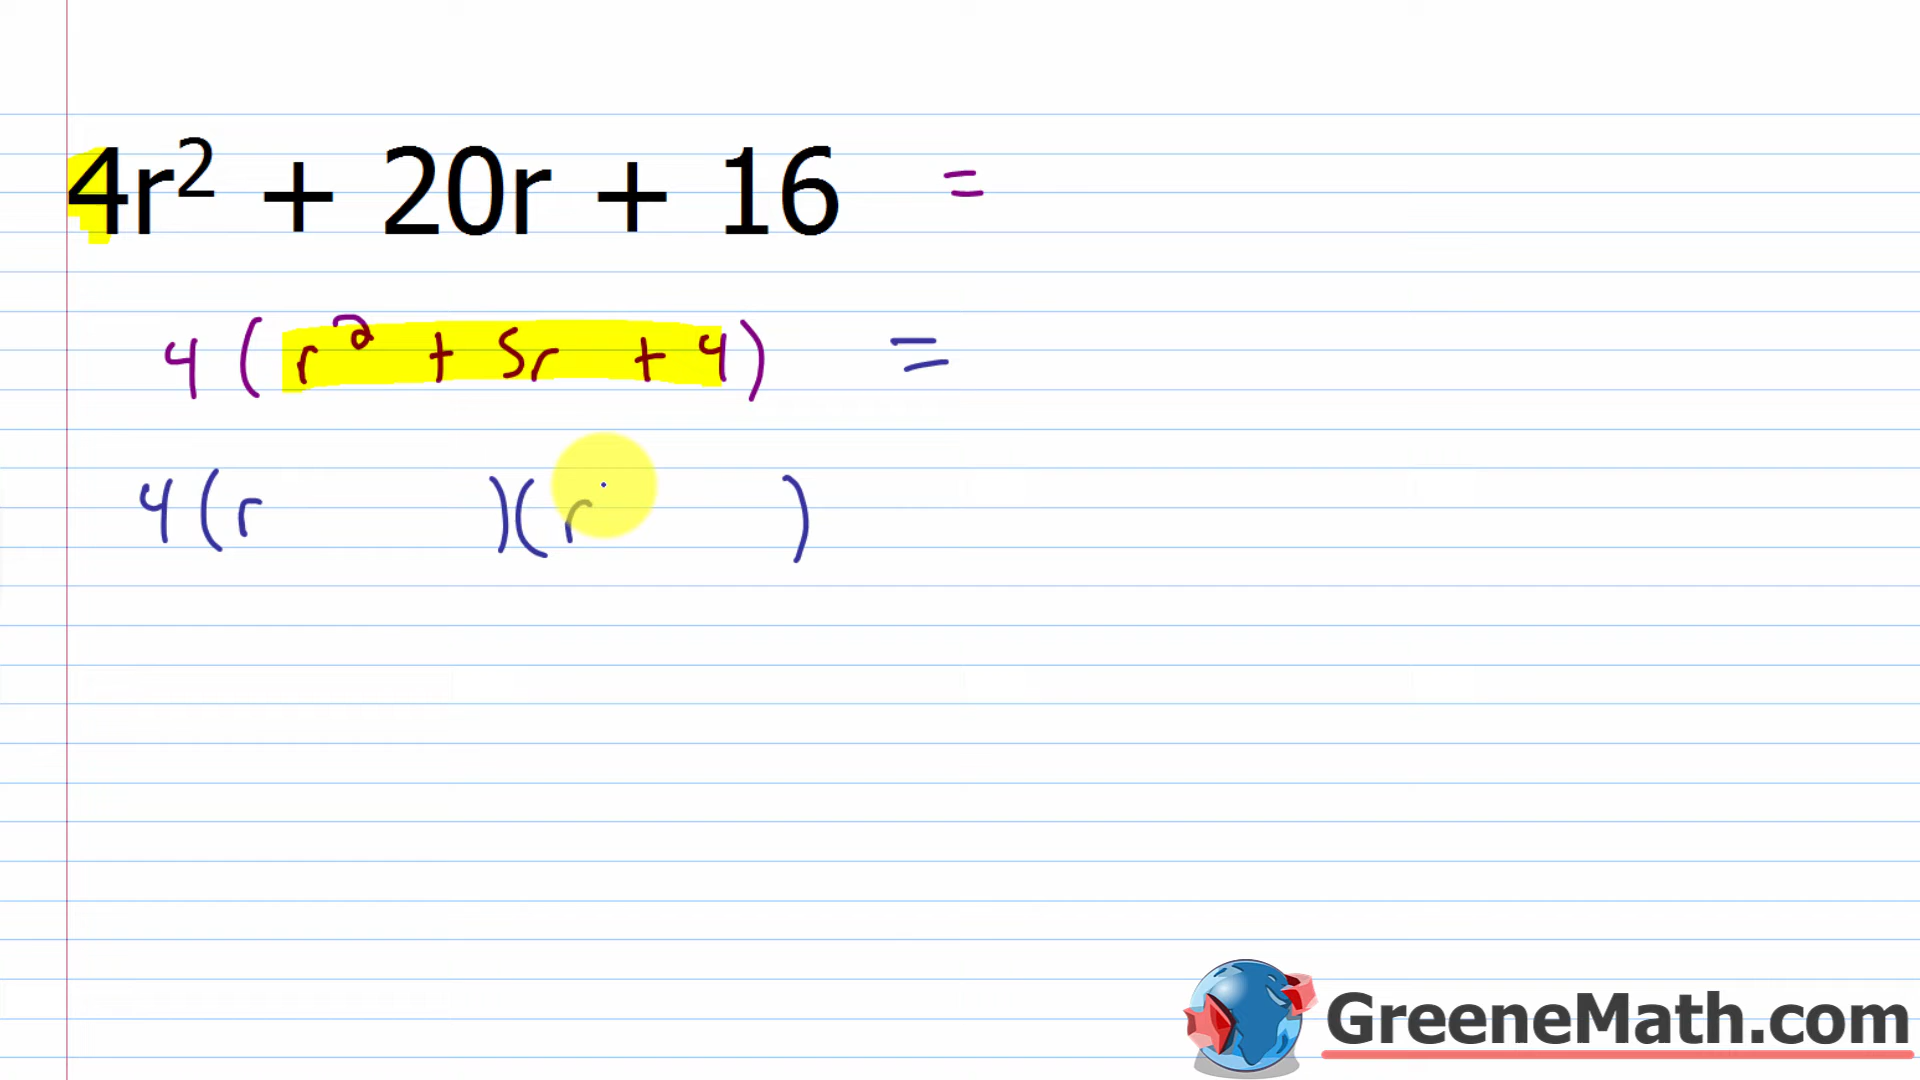 4r² + 20r + 16 =
4 ( r² + 5r + 4 ) =
4 ( r )( r )
GreeneMath.com